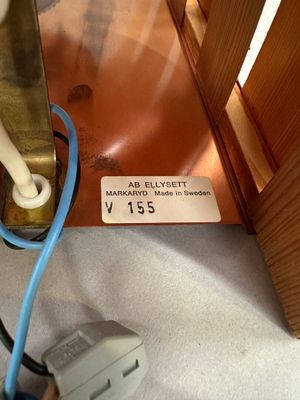 AB ELLYSETT
MARKARYD Made in Sweden
V 155